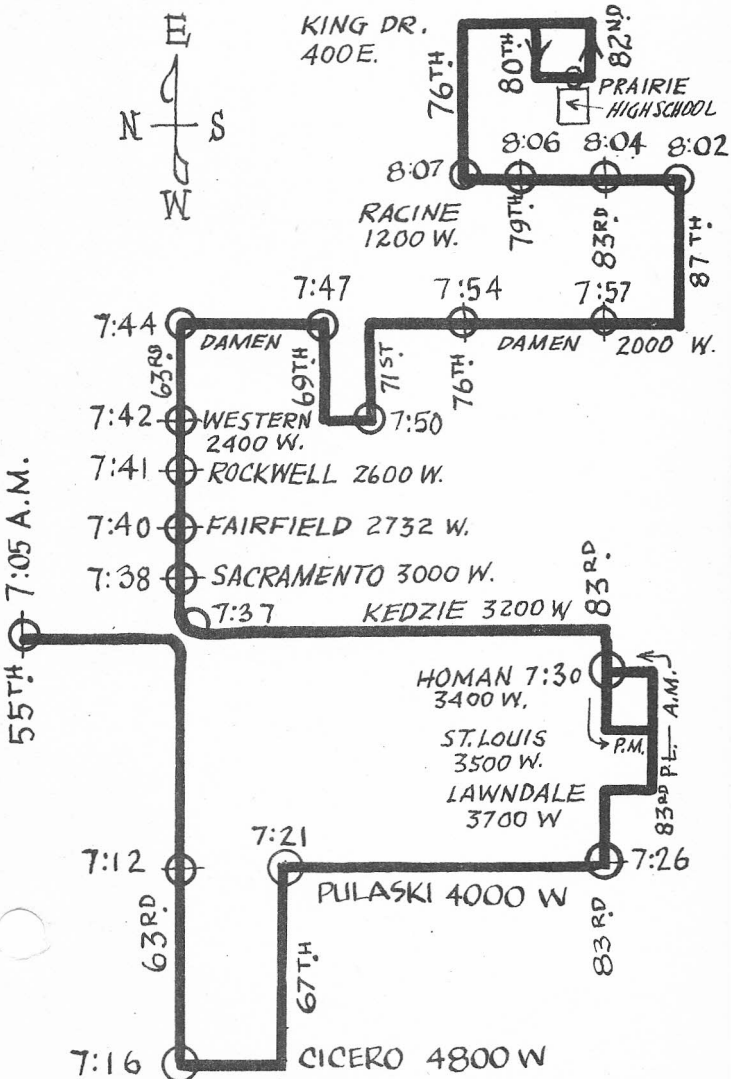 E
N S
W
KING DR.
400 E.
76TH
80TH
82ND
PRAIRIE
HIGH SCHOOL
8:07
8:06
8:04
8:02
RACINE
1200 W.
79TH
83RD
87TH
7:44
7:47
7:54
7:57
DAMEN
DAMEN 2000 W.
63RD
69TH
71ST
76TH
7:42
WESTERN
2400 W.
7:50
7:41
ROCKWELL 2600 W.
7:40
FAIRFIELD 2732 W.
7:38
SACRAMENTO 3000 W.
7:37
KEDZIE 3200 W
83RD
55TH
7:05 A.M.
HOMAN 7:30
3400 W.
A.M.
P.M.
ST. LOUIS
3500 W.
LAWNDALE
3700 W
83RD PL.
7:12
7:21
7:26
PULASKI 4000 W
63RD
67TH
83RD
7:16
CICERO 4800 W